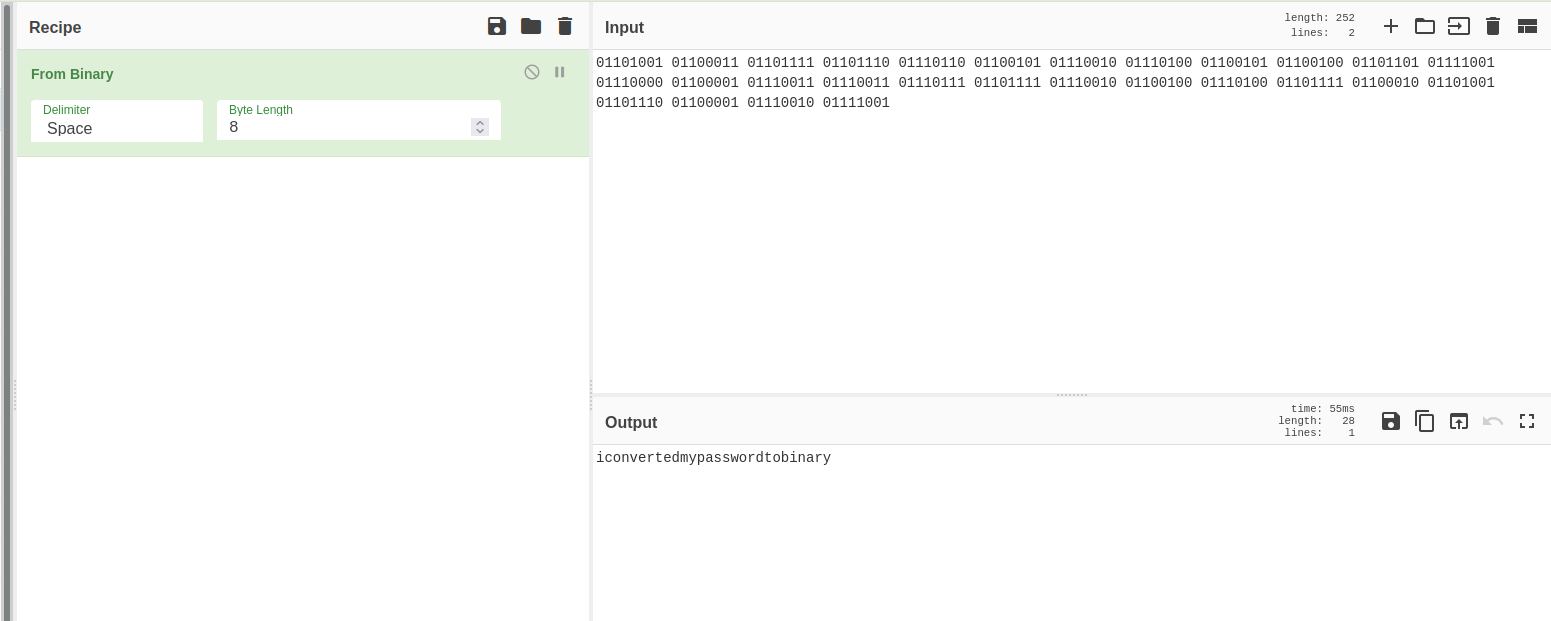 Recipe
From Binary
Delimiter
Space
Byte Length
8
Input
length: 252
lines: 2
01101001 01100011 01101111 01101110 01110110 01100101 01110010 01110100 01100101 01100100 01101101 01111001
01110000 01100001 01110011 01110011 01110111 01101111 01110010 01100100 01110100 01101111 01100010 01101001
01101110 01100001 01110010 01111001
Output
time: 55ms
length: 28
lines: 1
iconvertedmypasswordtobinary